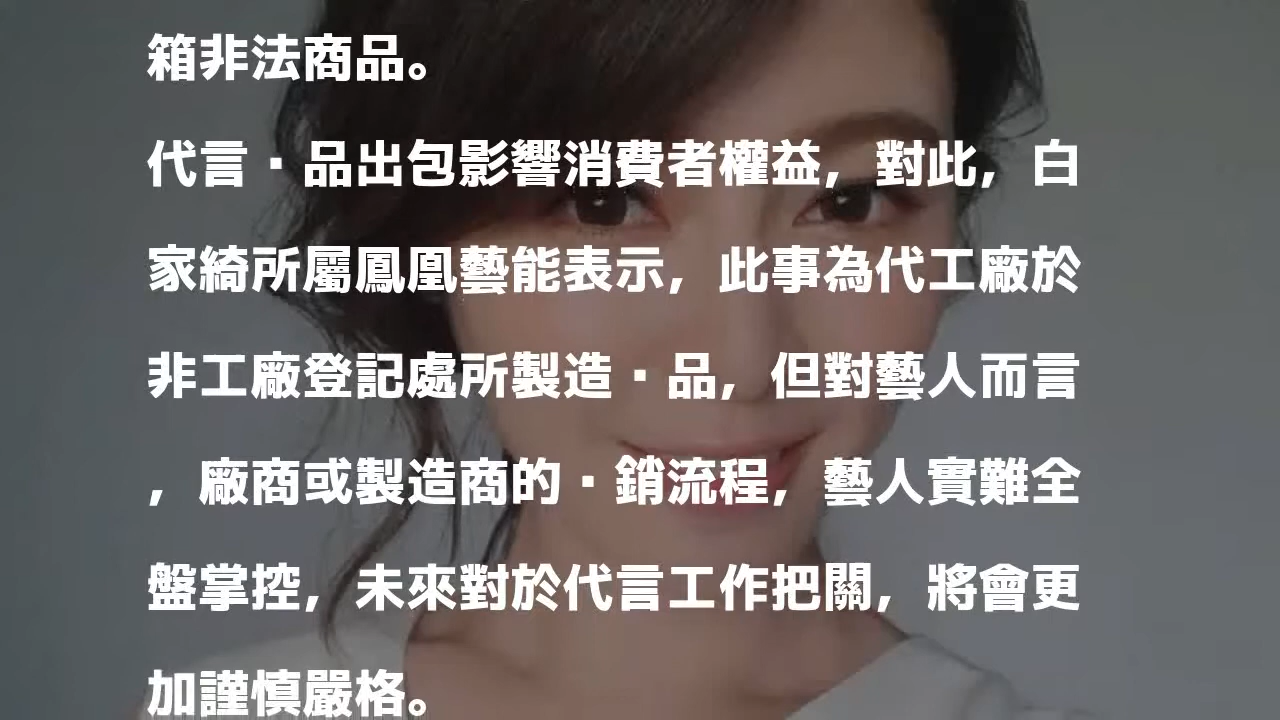 箱非法商品。
代言·品出包影響消費者權益，對此，白
家綺所屬鳳凰藝能表示，此事為代工廠於
非工廠登記處所製造·品，但對藝人而言
，廠商或製造商的·銷流程，藝人實難全
盤掌控，未來對於代言工作把關，將會更
加謹慎嚴格。